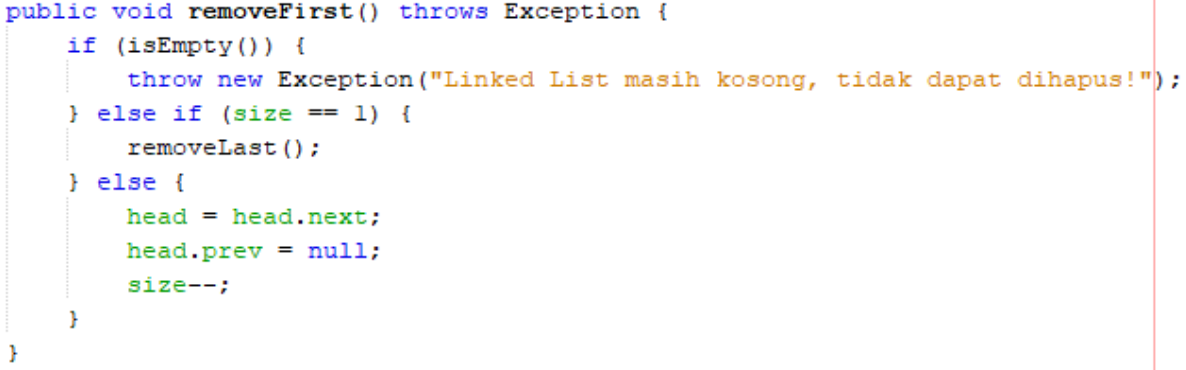 public void removeFirst() throws Exception {
    if (isEmpty()) {
        throw new Exception("Linked List masih kosong, tidak dapat dihapus!");
    } else if (size == 1) {
        removeLast();
    } else {
        head = head.next;
        head.prev = null;
        size--;
    }
}